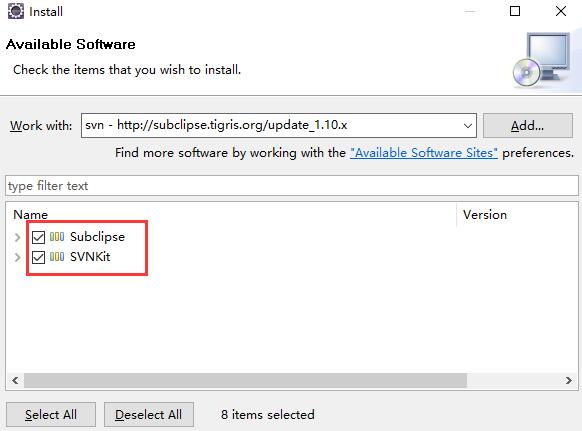 Install
Available Software
Check the items that you wish to install.
Work with: svn - http://subclipse.tigris.org/update_1.10.x Add...
Find more software by working with the "Available Software Sites" preferences.
type filter text
Name Version
Subclipse
SVNKit
Select All Deselect All 8 items selected